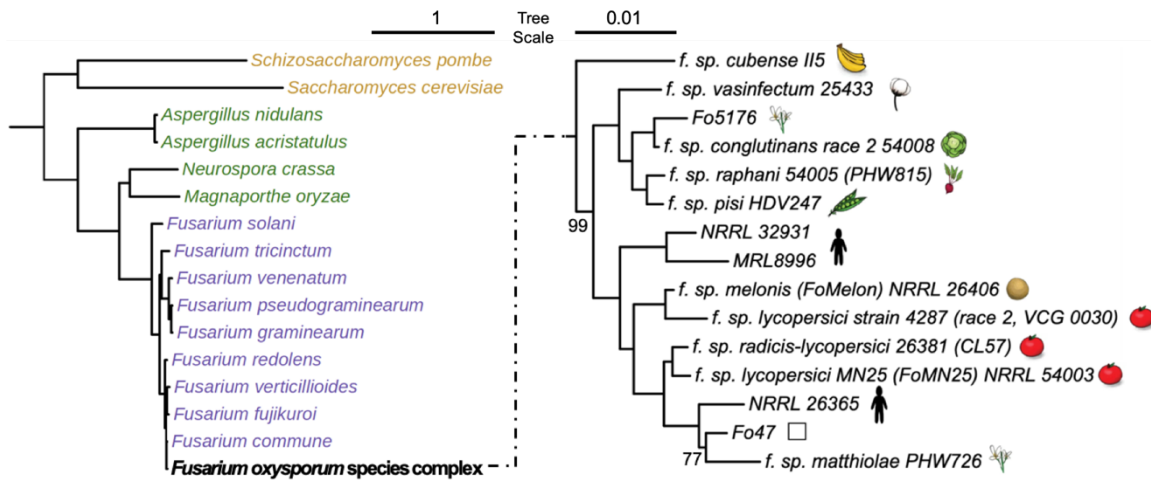 1
Tree
Scale
0.01
Schizosaccharomyces pombe
Saccharomyces cerevisiae
Aspergillus nidulans
Aspergillus acristatulus
Neurospora crassa
Magnaporthe oryzae
Fusarium solani
Fusarium tricinctum
Fusarium venenatum
Fusarium pseudograminearum
Fusarium graminearum
Fusarium redolens
Fusarium verticillioides
Fusarium fujikuroi
Fusarium commune
Fusarium oxysporum species complex
f. sp. cubense II5
f. sp. vasinfectum 25433
Fo5176
f. sp. conglutinans race 2 54008
f. sp. raphani 54005 (PHW815)
f. sp. pisi HDV247
99
NRRL 32931
MRL8996
f. sp. melonis (FoMelon) NRRL 26406
f. sp. lycopersici strain 4287 (race 2, VCG 0030)
f. sp. radicis-lycopersici 26381 (CL57)
f. sp. lycopersici MN25 (FoMN25) NRRL 54003
NRRL 26365
Fo47
77
f. sp. matthiolae PHW726